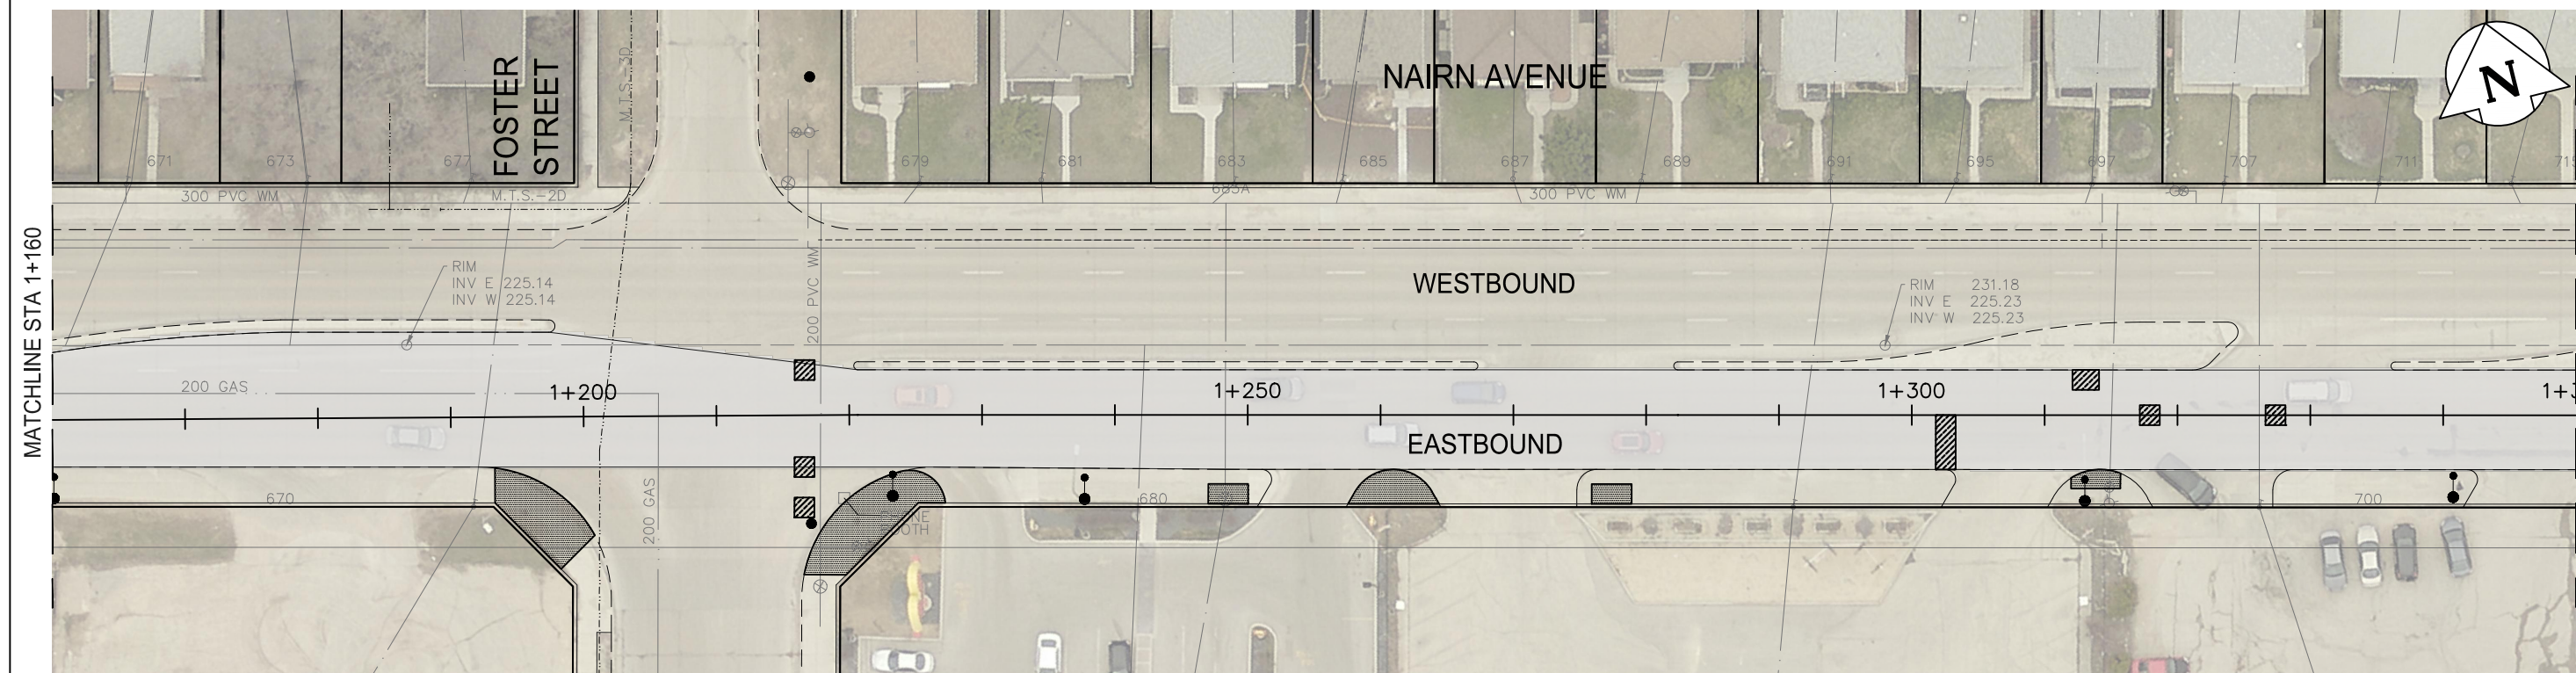 NAIRN AVENUE
N
FOSTER
STREET
M.T.S.-3D
671
673
677
679
681
683
685
687
689
691
695
697
707
711
300 PVC WM
M.T.S.-2D
683A
300 PVC WM
MATCHLINE STA 1+160
RIM
INV E 225.14
INV W 225.14
200 PVC WM
WESTBOUND
RIM 231.18
INV E 225.23
INV W 225.23
200 GAS
1+200
1+250
1+300
EASTBOUND
670
200 GAS
680
700